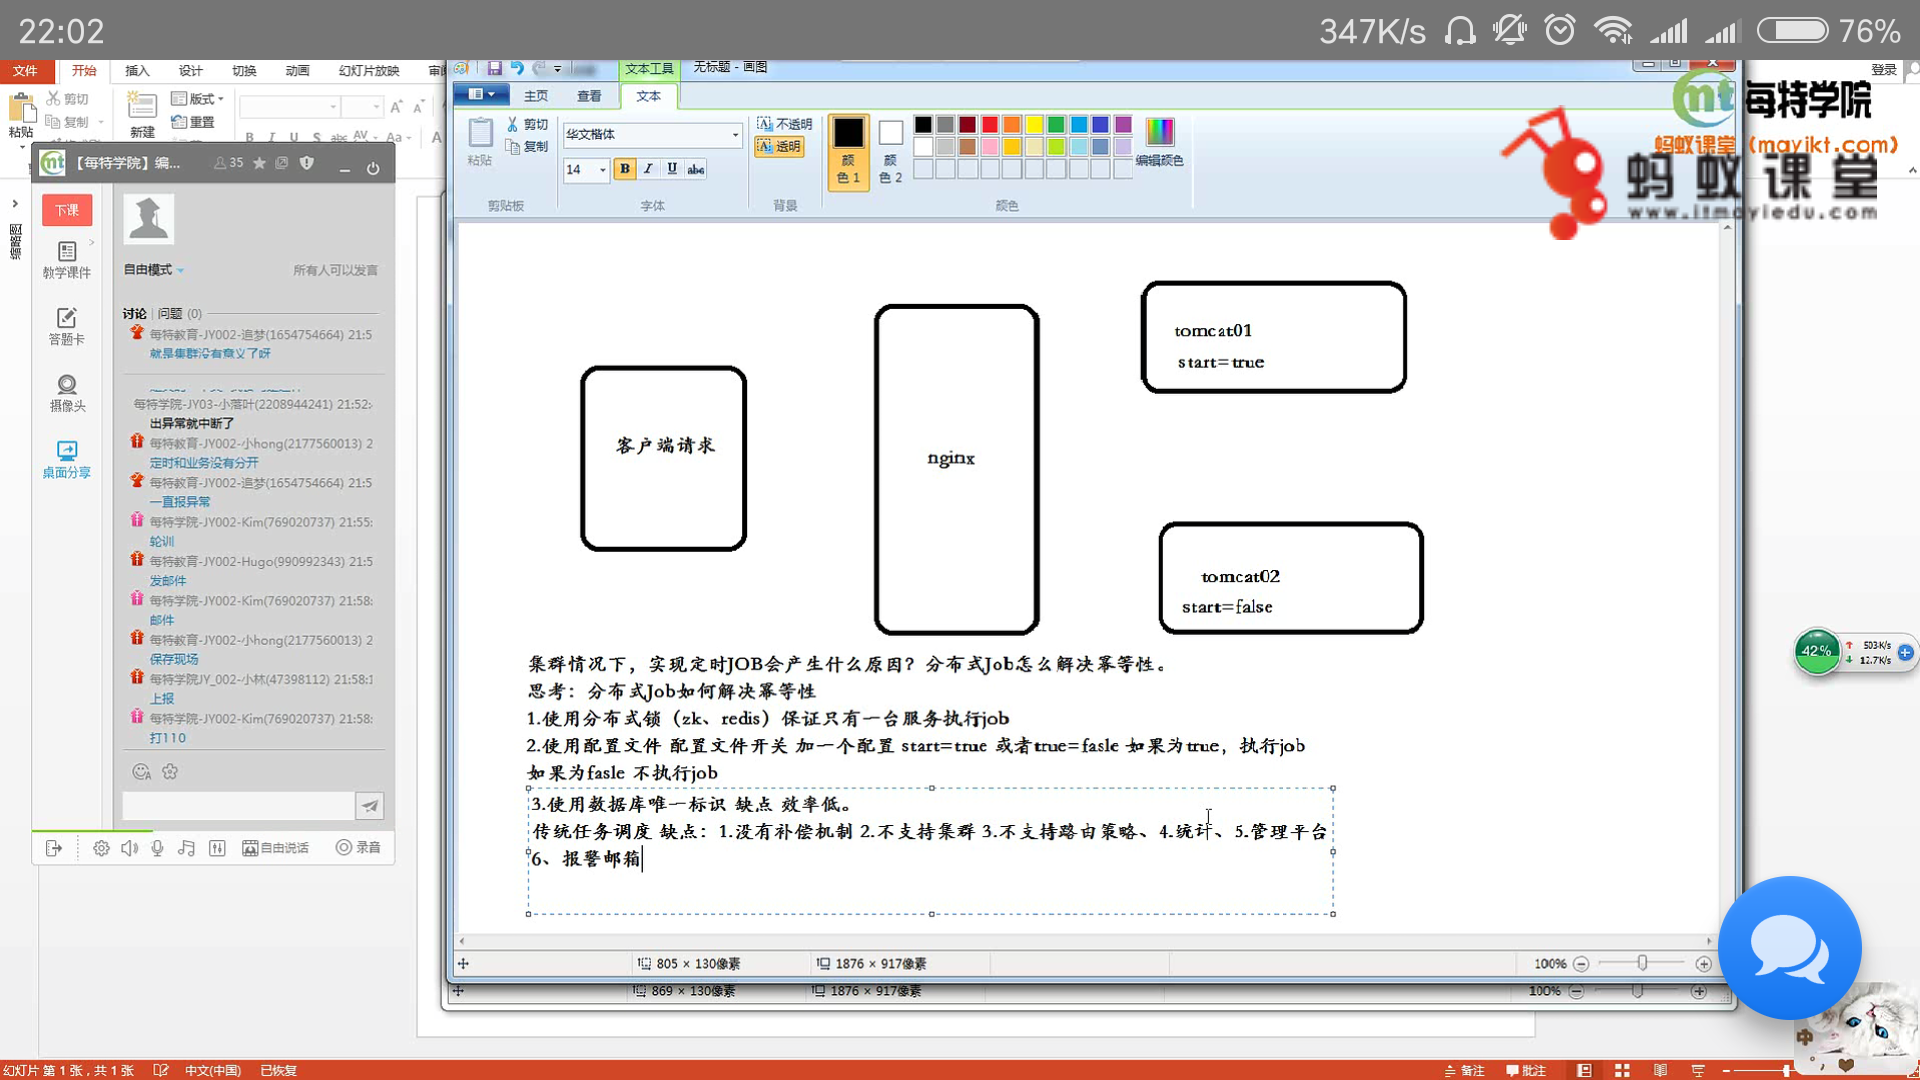 22:02
347K/s
76%
文件 开始 插入 设计 切换 动画 幻灯片放映 审阅
文本工具 无标题 - 画图
登录
主页 查看 文本
粘贴 剪切 复制 新建 版式 重置
粘贴 剪切 复制
华文楷体
14 B I U abc
不透明
透明
颜色 1
颜色 2
编辑颜色
剪贴板 字体 背景 颜色
每特学院
蚂蚁课堂(mayikt.com)
蚂蚁课堂
www.itmayiedu.com
【每特学院】编... 35
下课
教学课件
答题卡
摄像头
桌面分享
缩略图
自由模式 所有人可以发言
讨论 | 问题 (0)
每特教育-JY002-追梦(1654754664) 21:5
就是集群没有意义了呀
每特学院-JY03-小落叶(2208944241) 21:52:
出异常就中断了
每特教育-JY002-小hong(2177560013) 2
定时和业务没有分开
每特教育-JY002-追梦(1654754664) 21:5
一直报异常
每特学院-JY002-Kim(769020737) 21:55:
轮训
每特学院-JY002-Hugo(990992343) 21:5
发邮件
每特学院-JY002-Kim(769020737) 21:58:
邮件
每特教育-JY002-小hong(2177560013) 2
保存现场
每特学院JY_002-小林(47398112) 21:58:1
上报
每特学院-JY002-Kim(769020737) 21:58:
打110
自由说话 录音
客户端请求
nginx
tomcat01
start=true
tomcat02
start=false
集群情况下，实现定时JOB会产生什么原因？分布式Job怎么解决幂等性。
思考：分布式Job如何解决幂等性
1.使用分布式锁（zk、redis）保证只有一台服务执行job
2.使用配置文件 配置文件开关 加一个配置 start=true 或者true=fasle 如果为true，执行job
如果为fasle 不执行job
3.使用数据库唯一标识 缺点 效率低。
传统任务调度 缺点：1.没有补偿机制 2.不支持集群 3.不支持路由策略、4.统计、5.管理平台
6、报警邮箱
42% 503K/s
12.7K/s
805 × 130像素 1876 × 917像素 100%
869 × 130像素 1876 × 917像素 100%
中
幻灯片 第 1 张，共 1 张 中文(中国) 已恢复 备注 批注